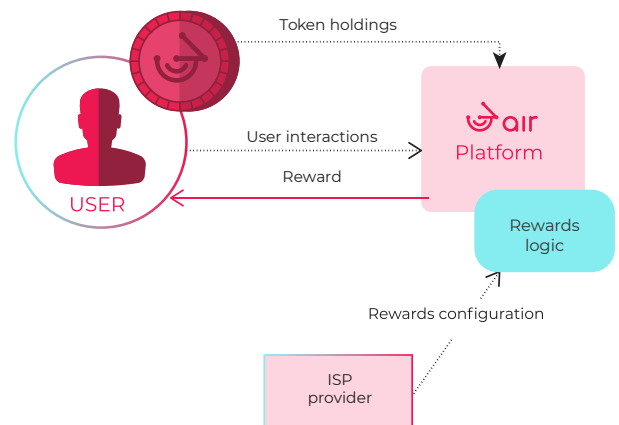 Token holdings
air
Platform
User interactions
Reward
USER
Rewards
logic
Rewards configuration
ISP
provider